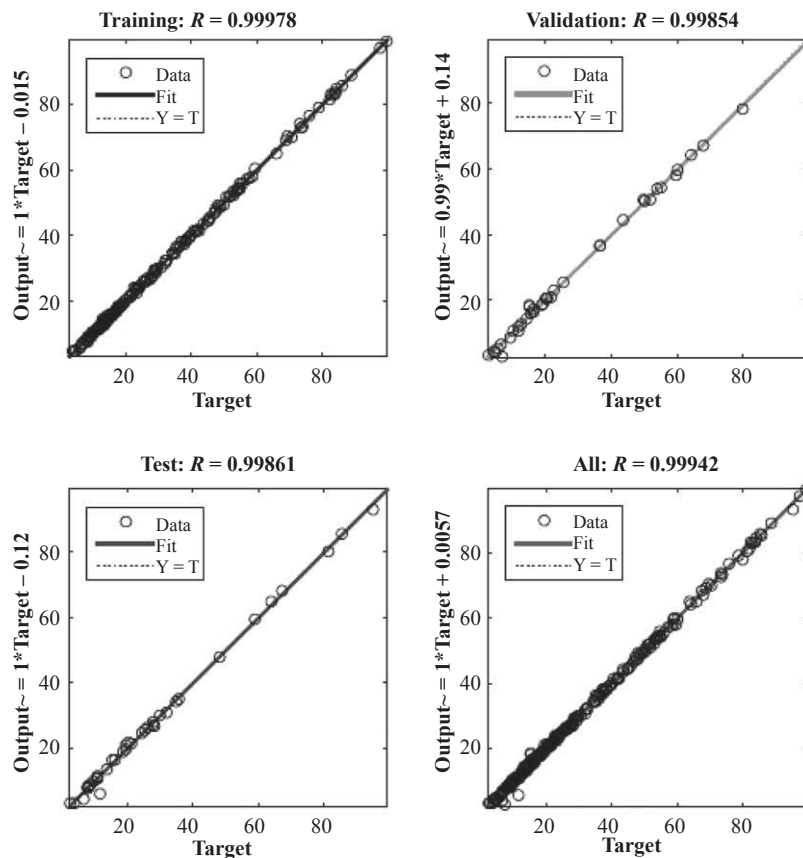 Training: R = 0.99978
Output~ = 1*Target − 0.015
80
60
40
20
Data
Fit
Y = T
20 40 60 80
Target
Validation: R = 0.99854
Output~ = 0.99*Target + 0.14
80
60
40
20
Data
Fit
Y = T
20 40 60 80
Target
Test: R = 0.99861
Output~ = 1*Target − 0.12
80
60
40
20
Data
Fit
Y = T
20 40 60 80
Target
All: R = 0.99942
Output~ = 1*Target + 0.0057
80
60
40
20
Data
Fit
Y = T
20 40 60 80
Target